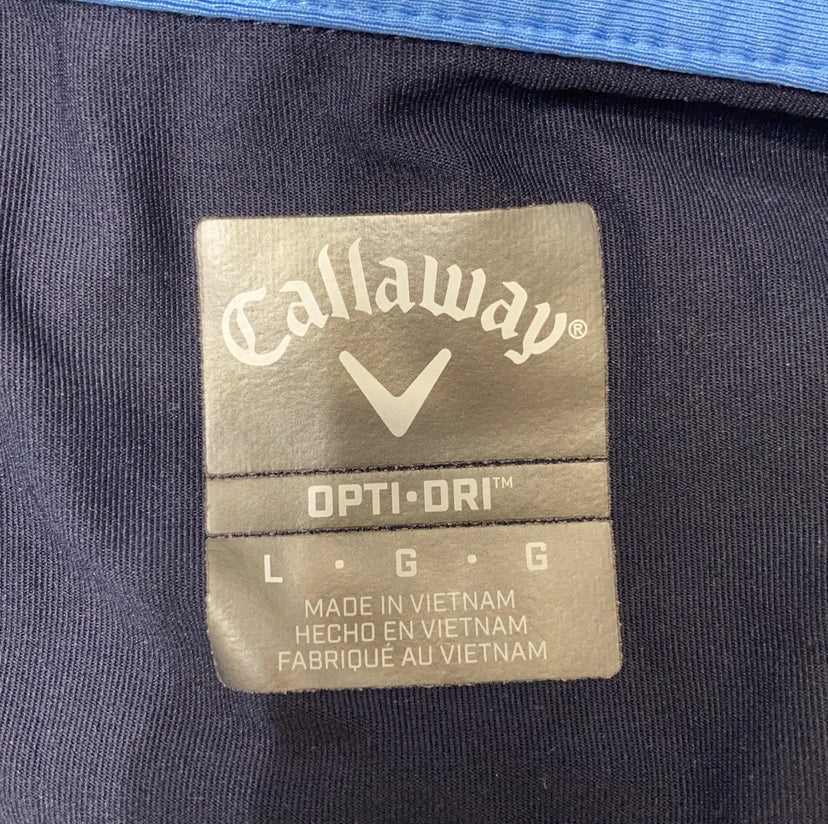 Callaway®
OPTI•DRI™
L • G • G
MADE IN VIETNAM
HECHO EN VIETNAM
FABRIQUÉ AU VIETNAM